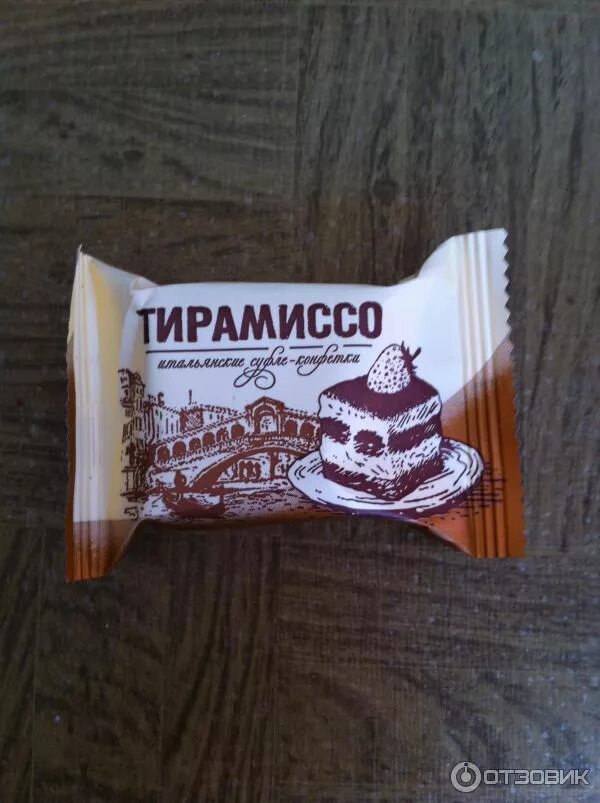 ТИРАМИССО
итальянские суфле-конфетки
ОТЗОВИК